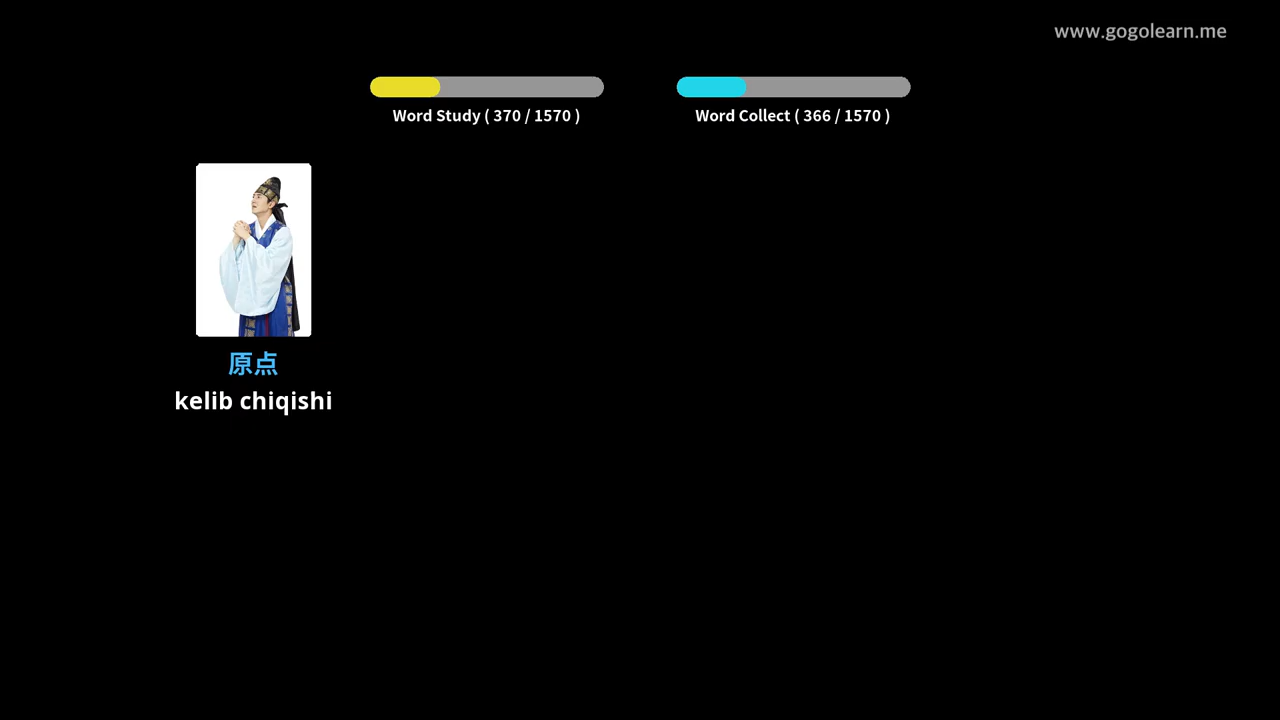 www.gogolearn.me
Word Study ( 370 / 1570 )
Word Collect ( 366 / 1570 )
原点
kelib chiqishi